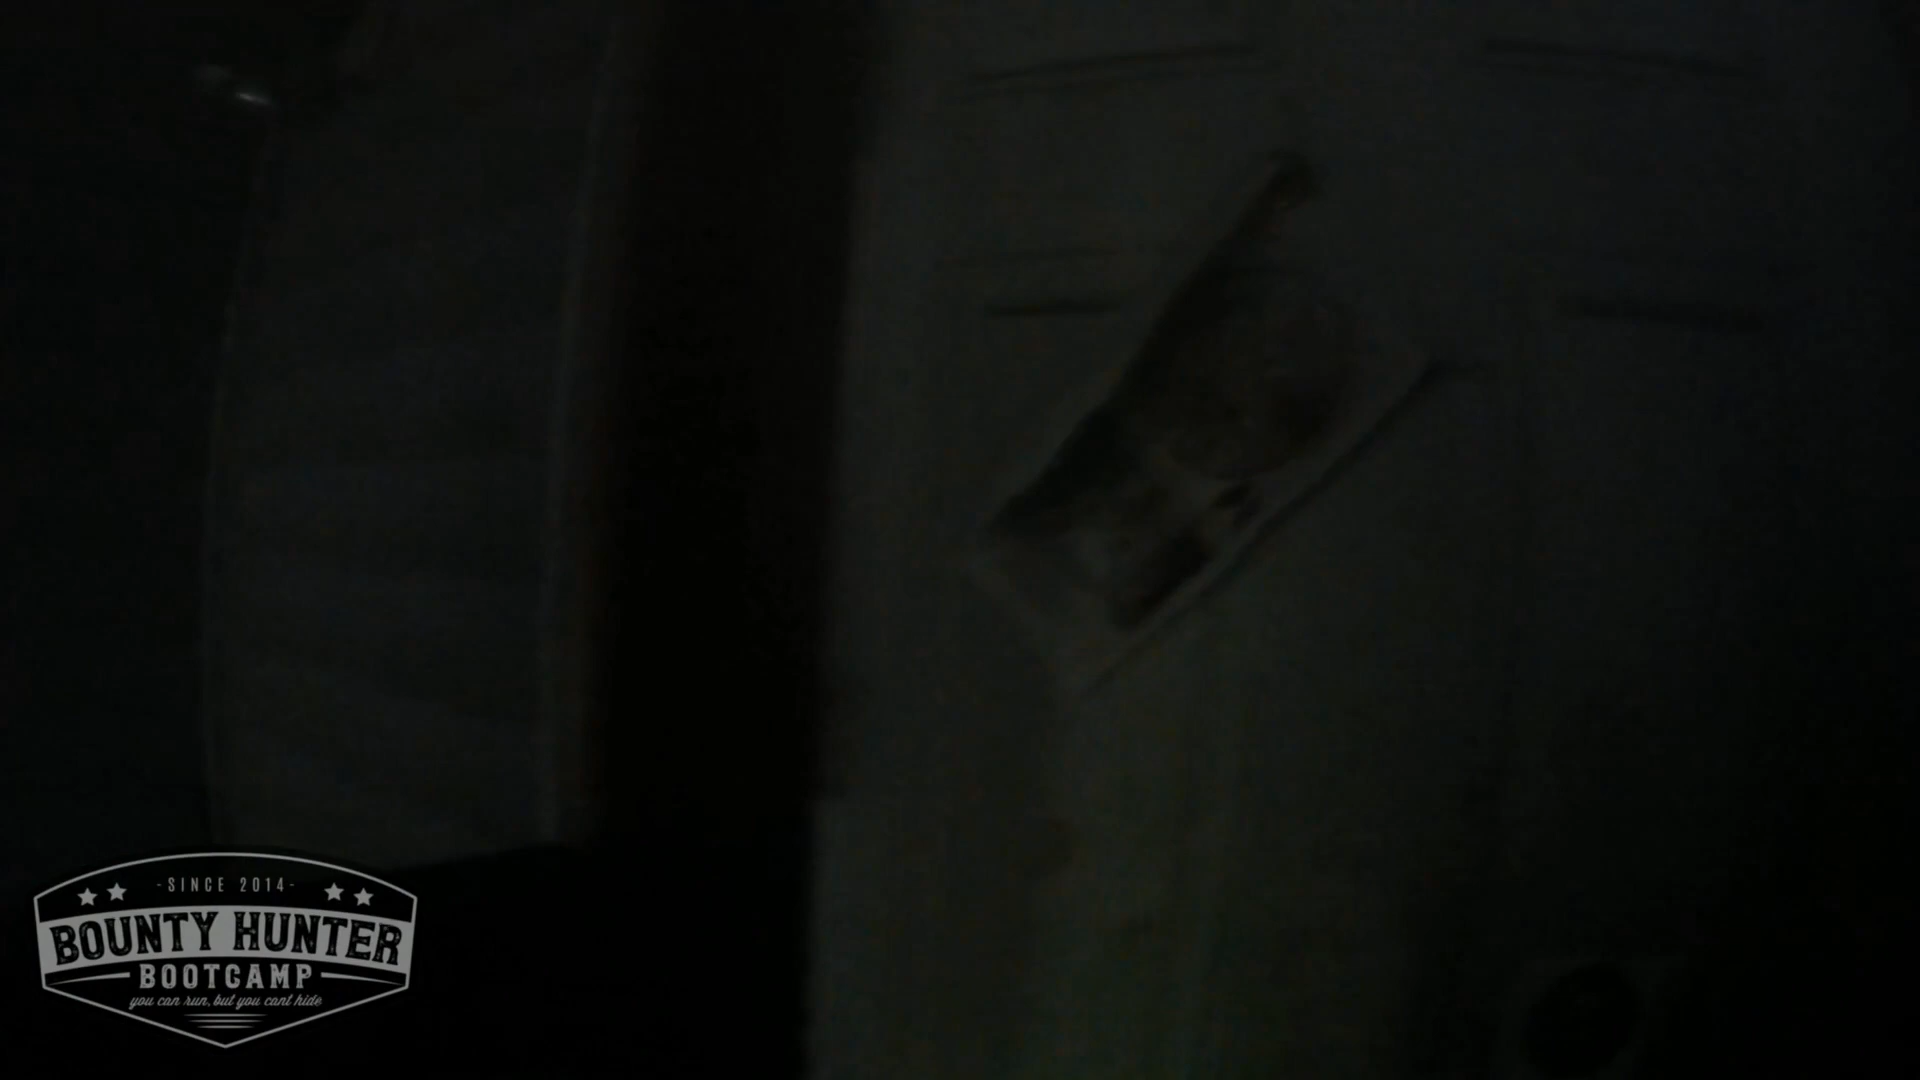 -SINCE 2014-
BOUNTY HUNTER
BOOTCAMP
you can run, but you cant hide